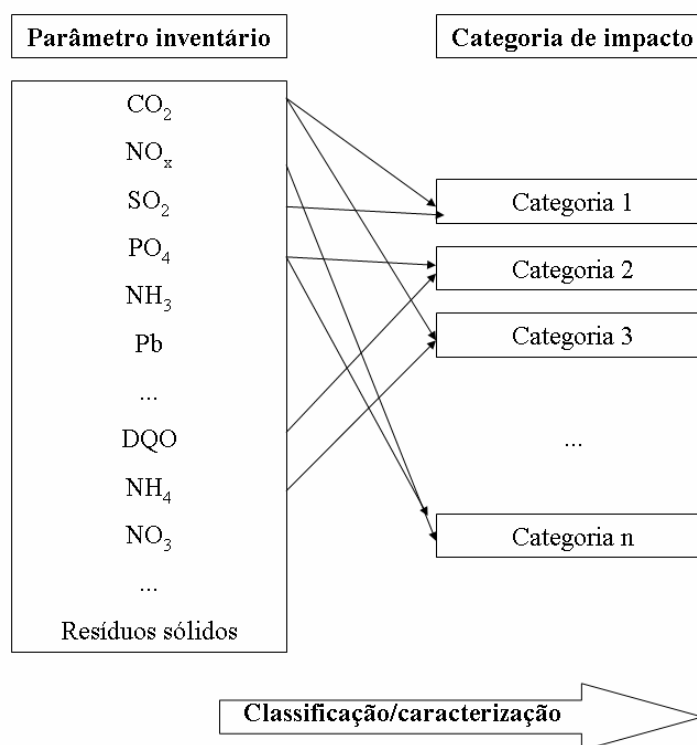 Parâmetro inventário
Categoria de impacto
CO₂
NOₓ
SO₂
PO₄
NH₃
Pb
...
DQO
NH₄
NO₃
...
Resíduos sólidos
Categoria 1
Categoria 2
Categoria 3
...
Categoria n
Classificação/caracterização